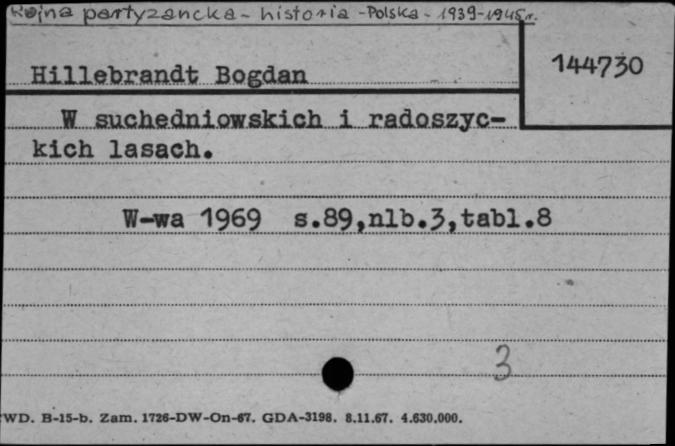 Wojna partyzancka - historia - Polska - 1939-1945 r.
Hillebrandt Bogdan
144730
W suchedniowskich i radoszyc-
kich lasach.
W-wa 1969 s.89,nlb.3,tabl.8
3
WD. B-15-b. Zam. 1726-DW-On-67. GDA-3198. 8.11.67. 4.630.000.